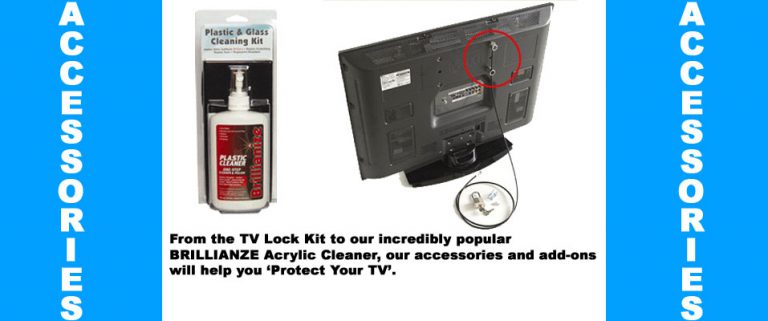 ACCESSORIES
Plastic & Glass
Cleaning Kit
PLASTIC
CLEANER
Brillianize
From the TV Lock Kit to our incredibly popular
BRILLIANZE Acrylic Cleaner, our accessories and add-ons
will help you ‘Protect Your TV’.
ACCESSORIES